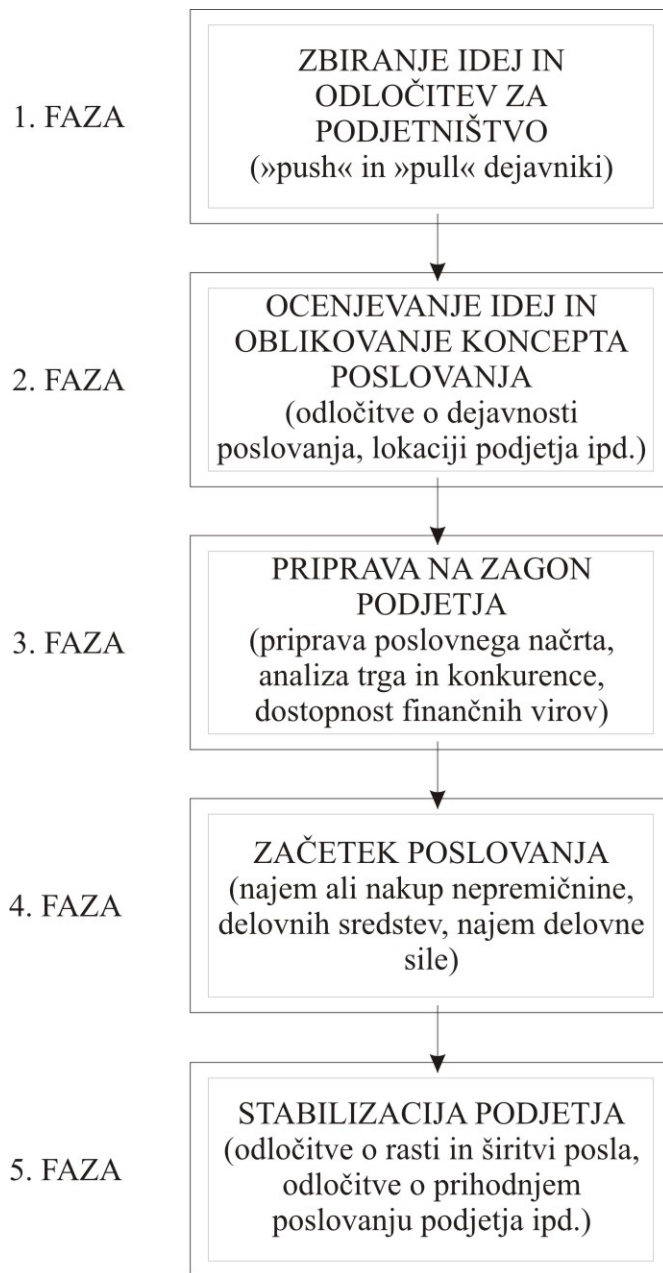 1. FAZA
ZBIRANJE IDEJ IN
ODLOČITEV ZA
PODJETNIŠTVO
(»push« in »pull« dejavniki)
2. FAZA
OCENJEVANJE IDEJ IN
OBLIKOVANJE KONCEPTA
POSLOVANJA
(odločitve o dejavnosti
poslovanja, lokaciji podjetja ipd.)
3. FAZA
PRIPRAVA NA ZAGON
PODJETJA
(priprava poslovnega načrta,
analiza trga in konkurence,
dostopnost finančnih virov)
4. FAZA
ZAČETEK POSLOVANJA
(najem ali nakup nepremičnine,
delovnih sredstev, najem delovne
sile)
5. FAZA
STABILIZACIJA PODJETJA
(odločitve o rasti in širitvi posla,
odločitve o prihodnjem
poslovanju podjetja ipd.)